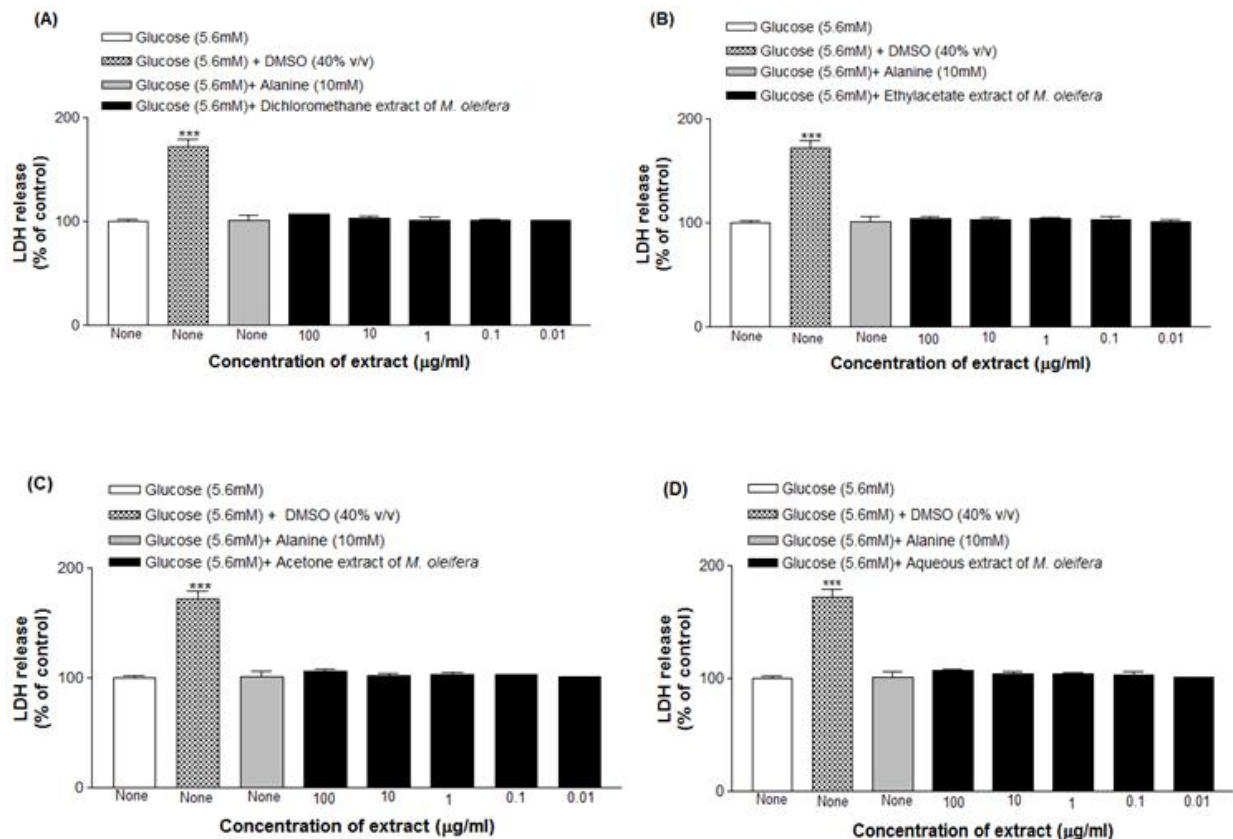 (A)
Glucose (5.6mM)
Glucose (5.6mM) + DMSO (40% v/v)
Glucose (5.6mM)+ Alanine (10mM)
Glucose (5.6mM)+ Dichloromethane extract of M. oleifera
200
100
0
***
LDH release
(% of control)
None None None 100 10 1 0.1 0.01
Concentration of extract (μg/ml)
(B)
Glucose (5.6mM)
Glucose (5.6mM) + DMSO (40% v/v)
Glucose (5.6mM)+ Alanine (10mM)
Glucose (5.6mM)+ Ethylacetate extract of M. oleifera
200
100
0
***
LDH release
(% of control)
None None None 100 10 1 0.1 0.01
Concentration of extract (μg/ml)
(C)
Glucose (5.6mM)
Glucose (5.6mM) + DMSO (40% v/v)
Glucose (5.6mM)+ Alanine (10mM)
Glucose (5.6mM)+ Acetone extract of M. oleifera
200
100
0
***
LDH release
(% of control)
None None None 100 10 1 0.1 0.01
Concentration of extract (μg/ml)
(D)
Glucose (5.6mM)
Glucose (5.6mM) + DMSO (40% v/v)
Glucose (5.6mM)+ Alanine (10mM)
Glucose (5.6mM)+ Aqueous extract of M. oleifera
200
100
0
***
LDH release
(% of control)
None None None 100 10 1 0.1 0.01
Concentration of extract (μg/ml)